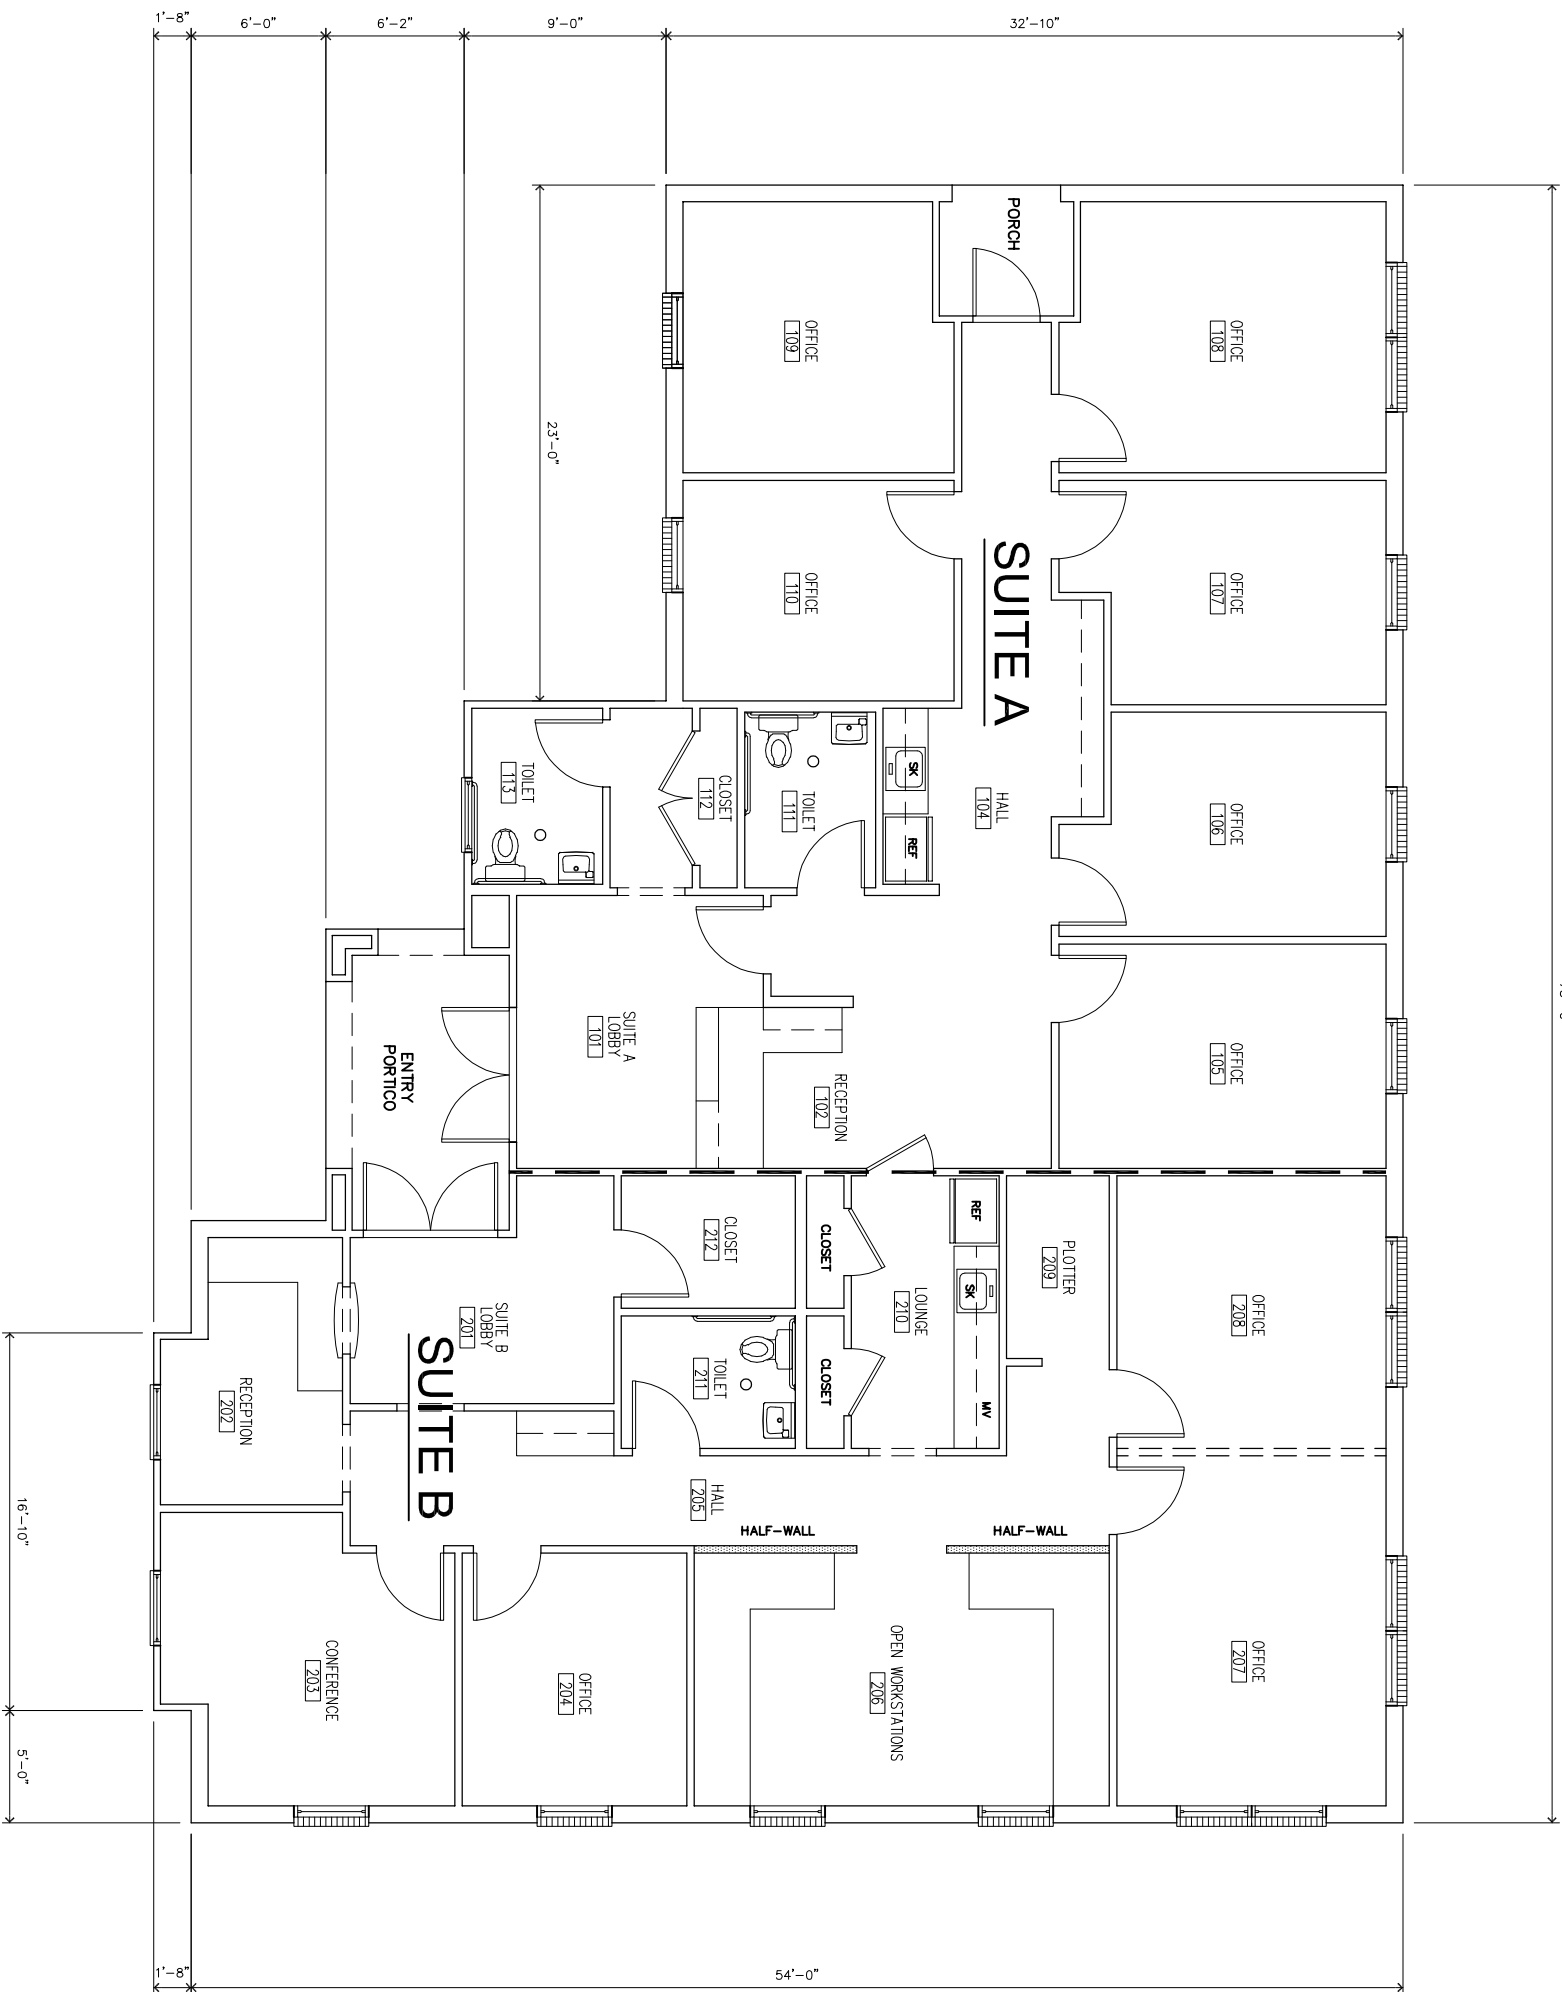 1'-8"
6'-0"
6'-2"
9'-0"
32'-10"
PORCH
OFFICE
109
OFFICE
108
23'-0"
OFFICE
110
SUITE A
OFFICE
107
TOILET
113
CLOSET
112
TOILET
111
SK
REF
HALL
104
OFFICE
106
ENTRY
PORTICO
SUITE A
LOBBY
101
RECEPTION
102
OFFICE
105
CLOSET
212
CLOSET
REF
SK
MV
LOUNGE
210
PLOTTER
209
OFFICE
208
SUITE B
LOBBY
201
TOILET
211
CLOSET
RECEPTION
202
SUITE B
HALL
205
HALF-WALL
HALF-WALL
CONFERENCE
203
OFFICE
204
OPEN WORKSTATIONS
206
OFFICE
207
16'-10"
5'-0"
1'-8"
54'-0"